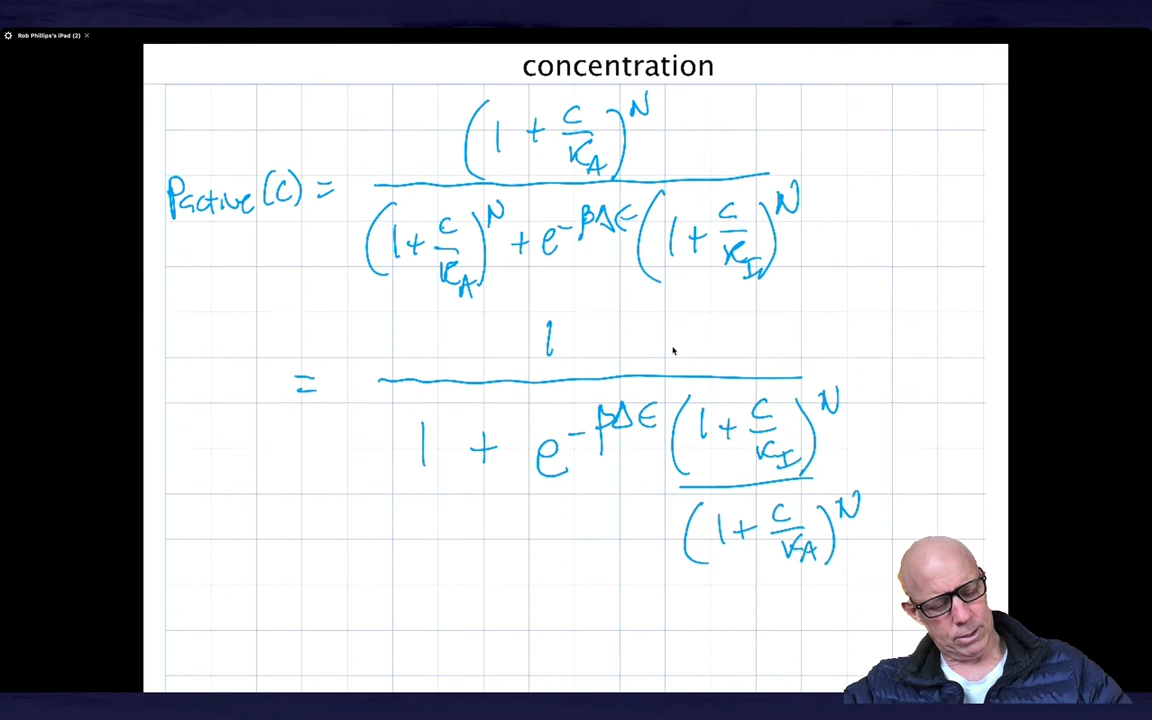 Rob Phillips's iPad (2) ×
concentration
Pactive(c) = (1 + c/K_A)^N / ((1 + c/K_A)^N + e^-βΔϵ (1 + c/K_I)^N)
= 1 / (1 + e^-βΔϵ (1 + c/K_I)^N / (1 + c/K_A)^N)